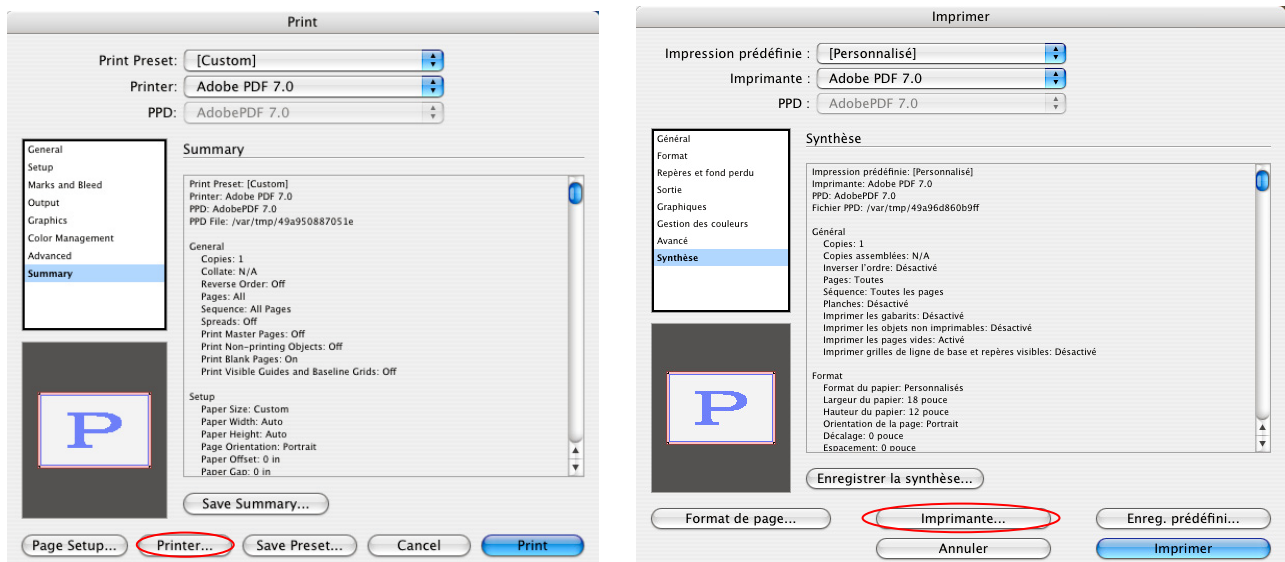 Print
Print Preset: [Custom]
Printer: Adobe PDF 7.0
PPD: AdobePDF 7.0
General
Setup
Marks and Bleed
Output
Graphics
Color Management
Advanced
Summary
Summary
Print Preset: [Custom]
Printer: Adobe PDF 7.0
PPD: AdobePDF 7.0
PPD File: /var/tmp/49a950887051e
General
Copies: 1
Collate: N/A
Reverse Order: Off
Pages: All
Sequence: All Pages
Spreads: Off
Print Master Pages: Off
Print Non-printing Objects: Off
Print Blank Pages: On
Print Visible Guides and Baseline Grids: Off
Setup
Paper Size: Custom
Paper Width: Auto
Paper Height: Auto
Page Orientation: Portrait
Paper Offset: 0 in
Paper Gap: 0 in
P
Save Summary...
Page Setup...
Printer...
Save Preset...
Cancel
Print
Imprimer
Impression prédéfinie : [Personnalisé]
Imprimante : Adobe PDF 7.0
PPD : AdobePDF 7.0
Général
Format
Repères et fond perdu
Sortie
Graphiques
Gestion des couleurs
Avancé
Synthèse
Synthèse
Impression prédéfinie: [Personnalisé]
Imprimante: Adobe PDF 7.0
PPD: AdobePDF 7.0
Fichier PPD: /var/tmp/49a96d860b9ff
Général
Copies: 1
Copies assemblées: N/A
Inverser l'ordre: Désactivé
Pages: Toutes
Séquence: Toutes les pages
Planches: Désactivé
Imprimer les gabarits: Désactivé
Imprimer les objets non imprimables: Désactivé
Imprimer les pages vides: Activé
Imprimer grilles de ligne de base et repères visibles: Désactivé
Format
Format du papier: Personnalisés
Largeur du papier: 18 pouce
Hauteur du papier: 12 pouce
Orientation de la page: Portrait
Décalage: 0 pouce
Espacement: 0 pouce
P
Enregistrer la synthèse...
Format de page...
Imprimante...
Enreg. prédéfini...
Annuler
Imprimer